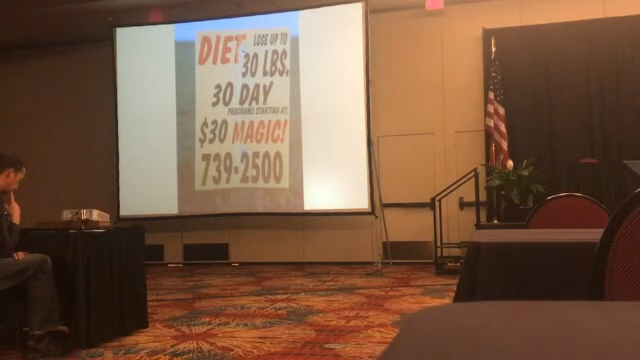 DIET LOSE UP TO
30 LBS.
30 DAY
PROGRAMS STARTING AT:
$30 MAGIC!
739-2500